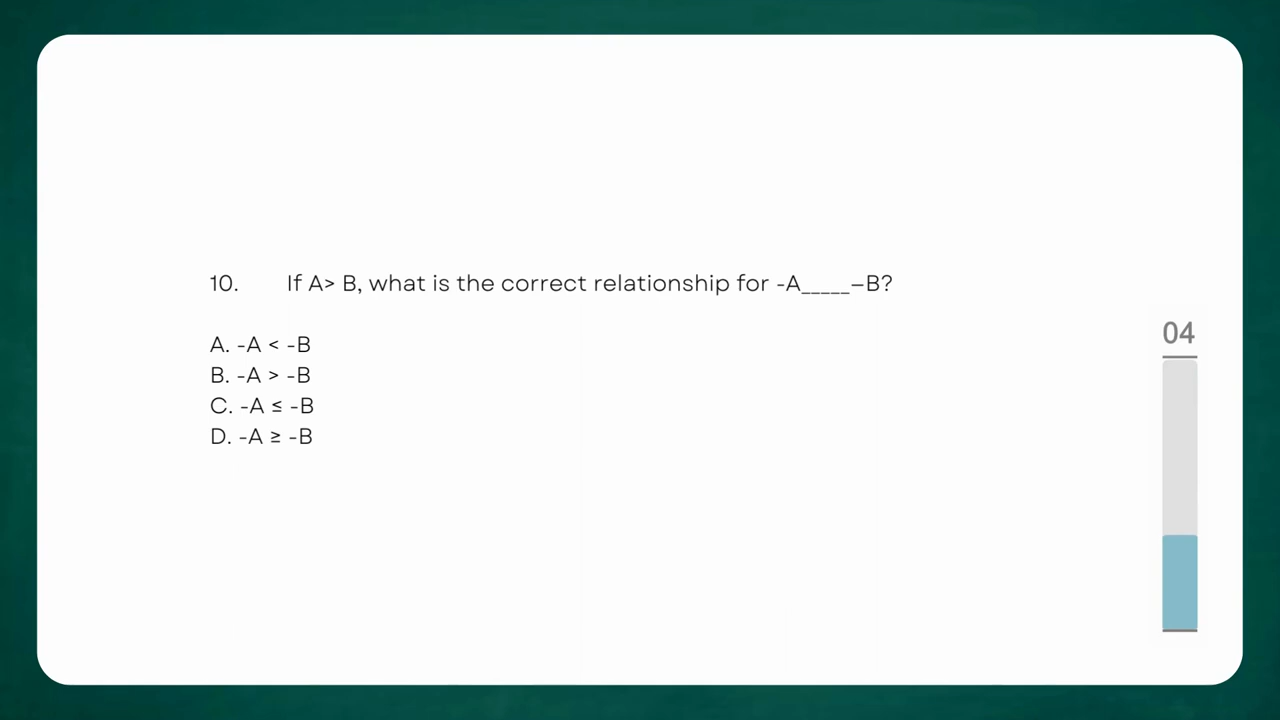 10. If A> B, what is the correct relationship for -A_____–B?
A. -A < -B
B. -A > -B
C. -A ≤ -B
D. -A ≥ -B
04